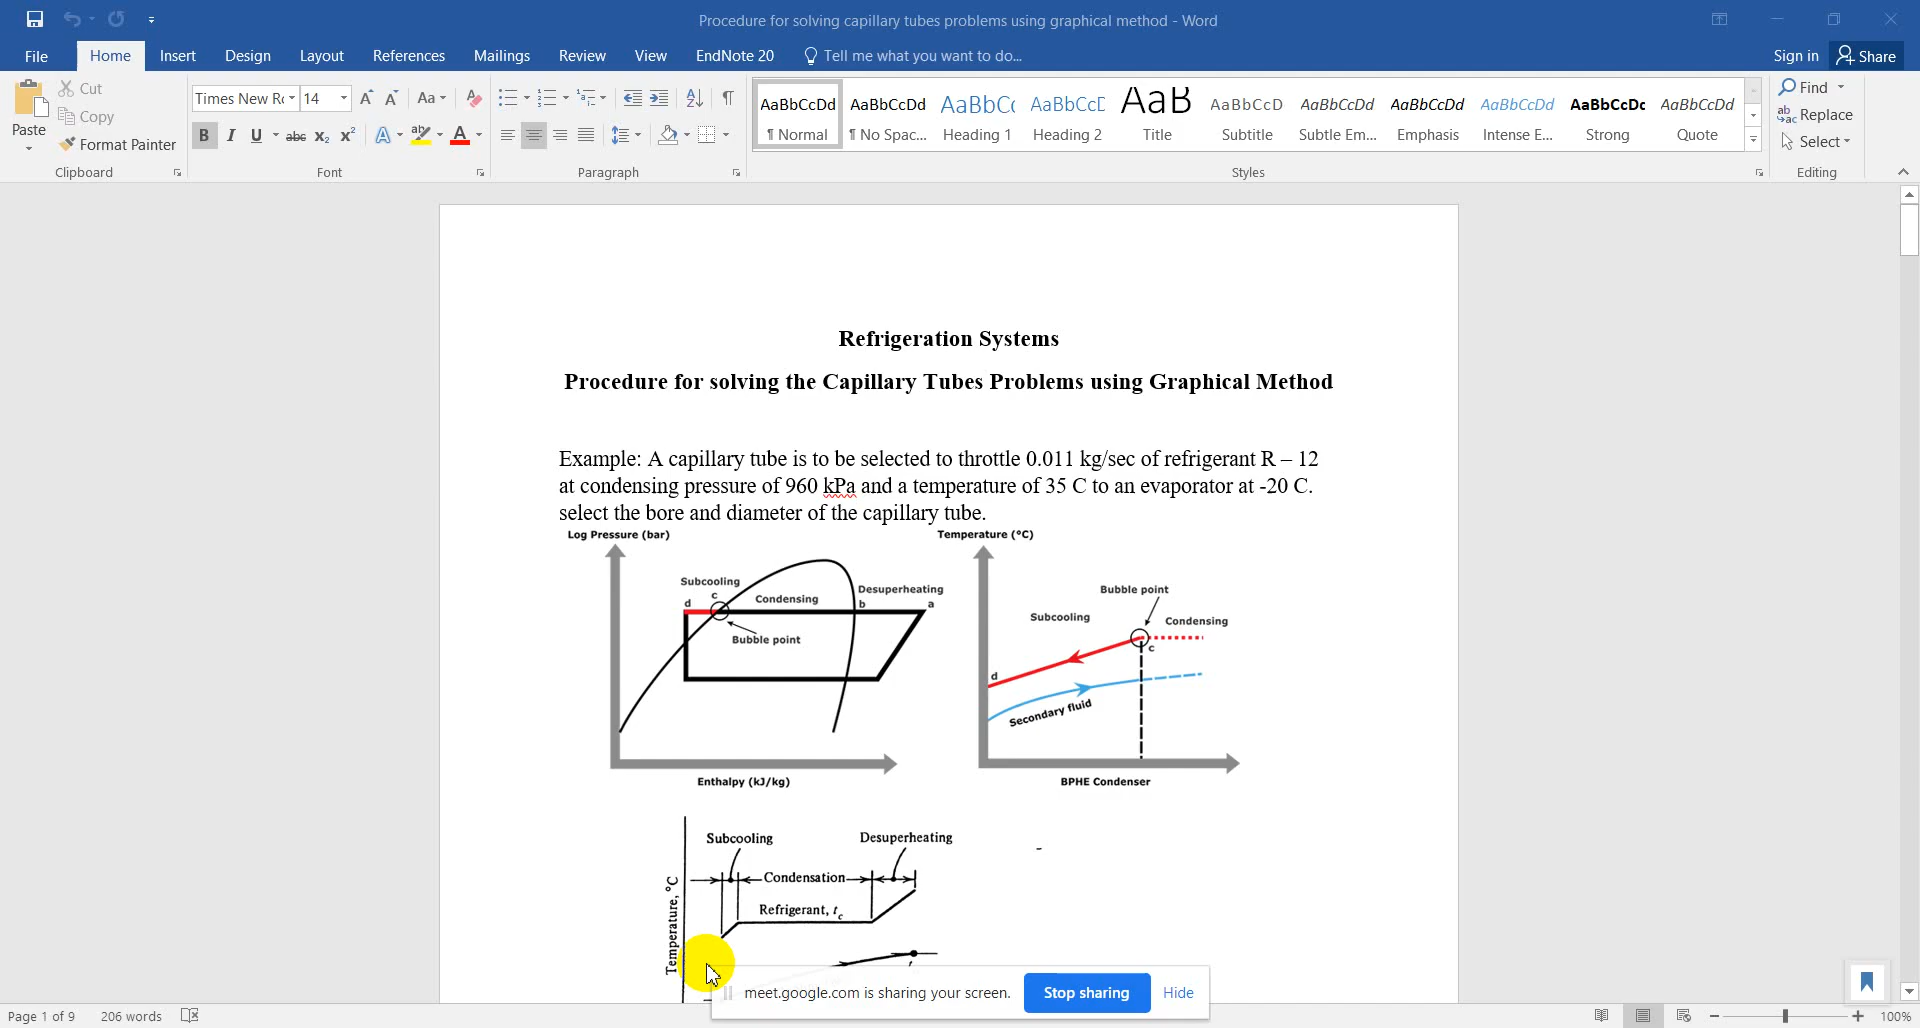 Procedure for solving capillary tubes problems using graphical method - Word
File Home Insert Design Layout References Mailings Review View EndNote 20 Tell me what you want to do... Sign in Share
Paste
Cut
Copy
Format Painter
Clipboard
Times New Rc 14
Font
Paragraph
AaBbCcDd AaBbCcDd AaBbCc AaBbCcC AaB AaBbCcD AaBbCcDd AaBbCcDd AaBbCcDd AaBbCcDc AaBbCcDd
¶ Normal ¶ No Spac... Heading 1 Heading 2 Title Subtitle Subtle Em... Emphasis Intense E... Strong Quote
Styles
Find
Replace
Select
Editing
Refrigeration Systems
Procedure for solving the Capillary Tubes Problems using Graphical Method
Example: A capillary tube is to be selected to throttle 0.011 kg/sec of refrigerant R – 12
at condensing pressure of 960 kPa and a temperature of 35 C to an evaporator at -20 C.
select the bore and diameter of the capillary tube.
Log Pressure (bar)
Subcooling
d c Condensing b Desuperheating a
Bubble point
Enthalpy (kJ/kg)
Temperature (°C)
Bubble point
Subcooling
Condensing
c
d
Secondary fluid
BPHE Condenser
Subcooling Desuperheating
Condensation
Refrigerant, tc
Temperature, °C
meet.google.com is sharing your screen. Stop sharing Hide
Page 1 of 9 206 words 100%